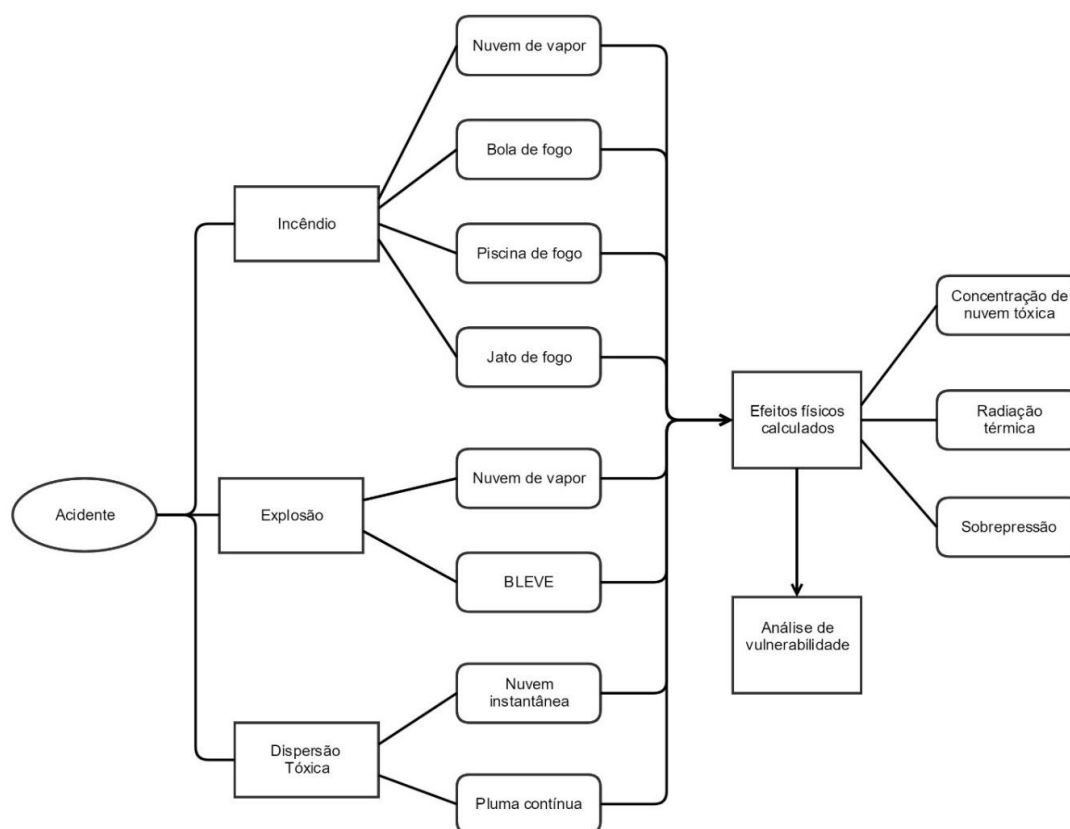 Nuvem de vapor
Bola de fogo
Incêndio
Piscina de fogo
Jato de fogo
Concentração de
nuvem tóxica
Efeitos físicos
calculados
Radiação
térmica
Nuvem de vapor
Acidente
Explosão
Sobrepressão
BLEVE
Análise de
vulnerabilidade
Nuvem
instantânea
Dispersão
Tóxica
Pluma contínua